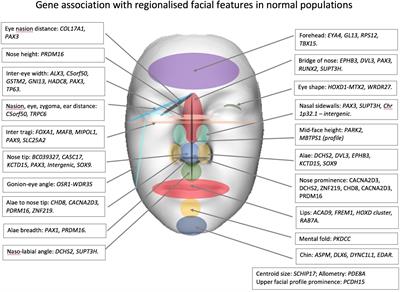 Gene association with regionalised facial features in normal populations
Eye nasion distance: COL17A1,
PAX3
Nose height: PRDM16
Inter-eye width: ALX3, C5orf50,
GSTM2, GNI13, HADC8, PAX3,
TP63.
Nasion, eye, zygoma, ear distance:
C5orf50, TRPC6
Inter tragi: FOXA1, MAFB, MIPOL1,
PAX9, SLC25A2
Nose tip: BC039327, CASC17,
KCTD15, PAX3, Intergenic, SOX9.
Gonion-eye angle: OSR1-WDR35
Alae to nose tip: CHD8, CACNA2D3,
PDRM16, ZNF219.
Alae breadth: PAX1, PRDM16.
Naso-labial angle: DCHS2, SUPT3H.
Forehead: EYA4, GL13, RPS12,
TBX15.
Bridge of nose: EPHB3, DVL3, PAX3,
RUNX2, SUPT3H.
Eye shape: HOXD1-MTX2, WRDR27.
Nasal sidewalls: PAX3, SUPT3H, Chr
1p32.1 – intergenic.
Mid-face height: PARK2,
MBTPS1 (profile)
Alae: DCHS2, DVL3, EPHB3,
KCTD15, SOX9
Nose prominence: CACNA2D3,
DCHS2, ZNF219, CHD8, CACNA2D3,
PRDM16
Lips: ACAD9, FREM1, HOXD cluster,
RAB7A.
Mental fold: PKDCC
Chin: ASPM, DLX6, DYNC1L1, EDAR.
Centroid size: SCHIP17; Allometry: PDE8A
Upper facial profile prominence: PCDH15